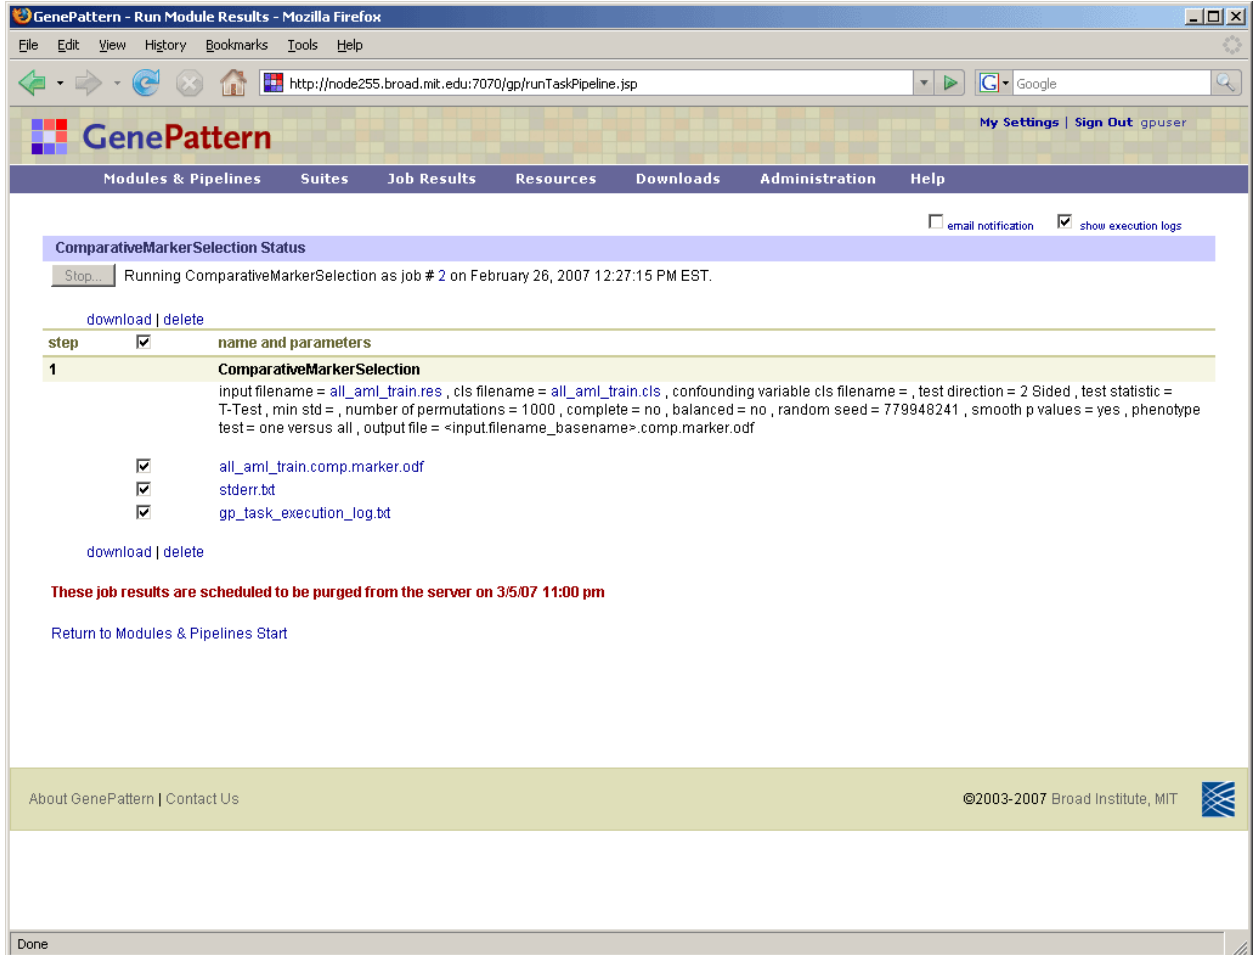 GenePattern - Run Module Results - Mozilla Firefox
File Edit View History Bookmarks Tools Help
http://node255.broad.mit.edu:7070/gp/runTaskPipeline.jsp
G Google
GenePattern
My Settings | Sign Out gpuser
Modules & Pipelines Suites Job Results Resources Downloads Administration Help
email notification show execution logs
ComparativeMarkerSelection Status
Stop... Running ComparativeMarkerSelection as job # 2 on February 26, 2007 12:27:15 PM EST.
download | delete
step name and parameters
1 ComparativeMarkerSelection
input filename = all_aml_train.res , cls filename = all_aml_train.cls , confounding variable cls filename = , test direction = 2 Sided , test statistic =
T-Test , min std = , number of permutations = 1000 , complete = no , balanced = no , random seed = 779948241 , smooth p values = yes , phenotype
test = one versus all , output file = <input.filename_basename>.comp.marker.odf
all_aml_train.comp.marker.odf
stderr.txt
gp_task_execution_log.txt
download | delete
These job results are scheduled to be purged from the server on 3/5/07 11:00 pm
Return to Modules & Pipelines Start
About GenePattern | Contact Us
©2003-2007 Broad Institute, MIT
Done